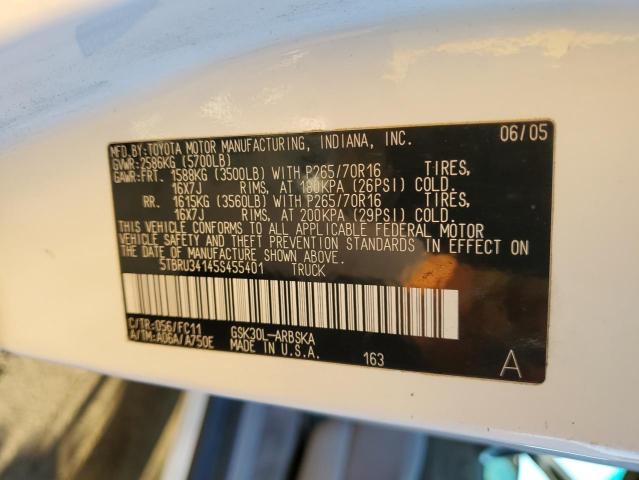 MFD.BY:TOYOTA MOTOR MANUFACTURING, INDIANA, INC. 06/05
GVWR:2586KG (5700LB)
GAWR:FRT. 1588KG (3500LB) WITH P265/70R16 TIRES,
16X7J RIMS, AT 180KPA (26PSI) COLD.
RR. 1615KG (3560LB) WITH P265/70R16 TIRES,
16X7J RIMS, AT 200KPA (29PSI) COLD.
THIS VEHICLE CONFORMS TO ALL APPLICABLE FEDERAL MOTOR
VEHICLE SAFETY AND THEFT PREVENTION STANDARDS IN EFFECT
ON THE DATE OF MANUFACTURE SHOWN ABOVE.
5TBRU34145S455401 TRUCK
C/TR:056/FC11 GSK30L-ARBSKA
A/TM:A06A/A750E MADE IN U.S.A. 163 A